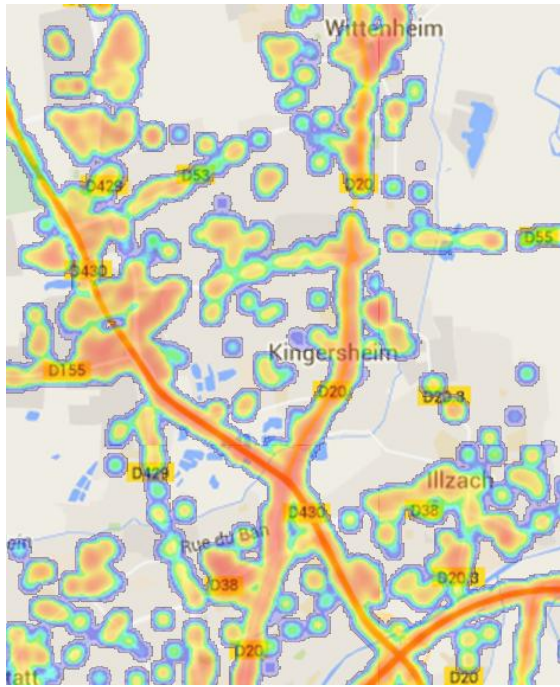 Wittenheim
D429
D53
D20
D55
D430
Kingersheim
D155
D20
D20.3
D429
Illzach
D430
D38
Rue du Ban
D38
D20.3
D20
D20